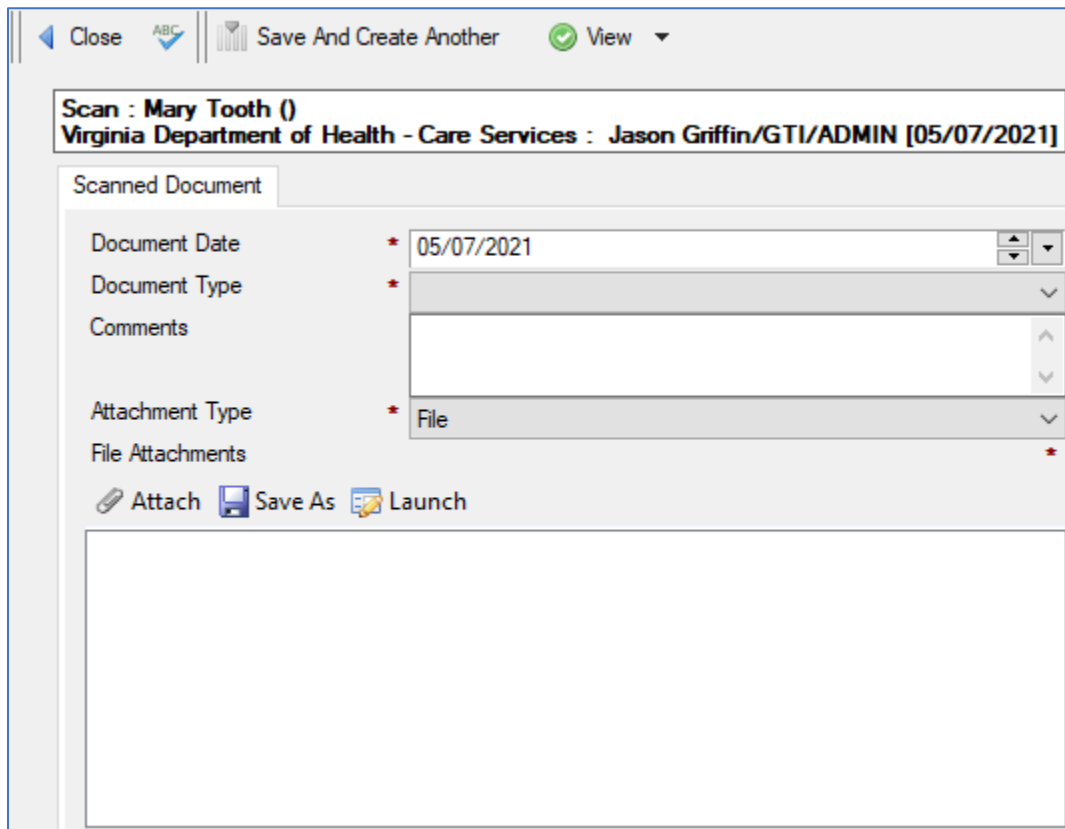 Close ABC Save And Create Another View
Scan : Mary Tooth ()
Virginia Department of Health - Care Services : Jason Griffin/GTI/ADMIN [05/07/2021]
Scanned Document
Document Date * 05/07/2021
Document Type *
Comments
Attachment Type * File
File Attachments *
Attach Save As Launch